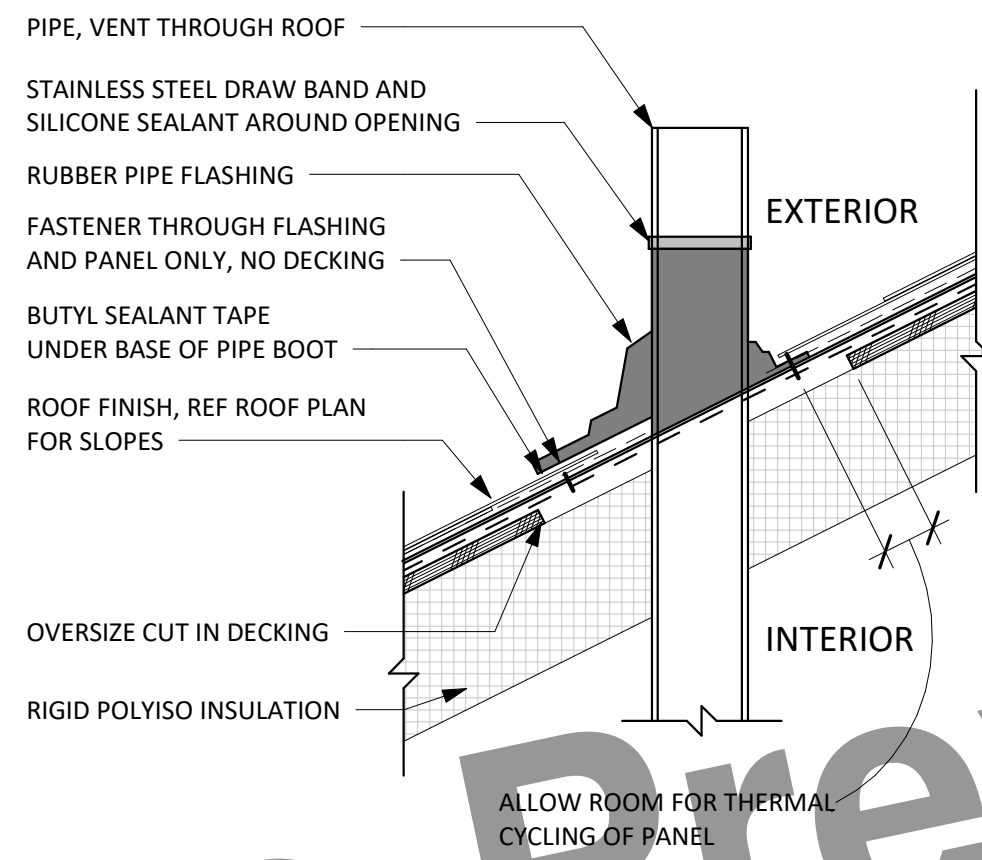 PIPE, VENT THROUGH ROOF
STAINLESS STEEL DRAW BAND AND
SILICONE SEALANT AROUND OPENING
RUBBER PIPE FLASHING
FASTENER THROUGH FLASHING
AND PANEL ONLY, NO DECKING
BUTYL SEALANT TAPE
UNDER BASE OF PIPE BOOT
ROOF FINISH, REF ROOF PLAN
FOR SLOPES
OVERSIZE CUT IN DECKING
RIGID POLYISO INSULATION
EXTERIOR
INTERIOR
ALLOW ROOM FOR THERMAL
CYCLING OF PANEL
Pre